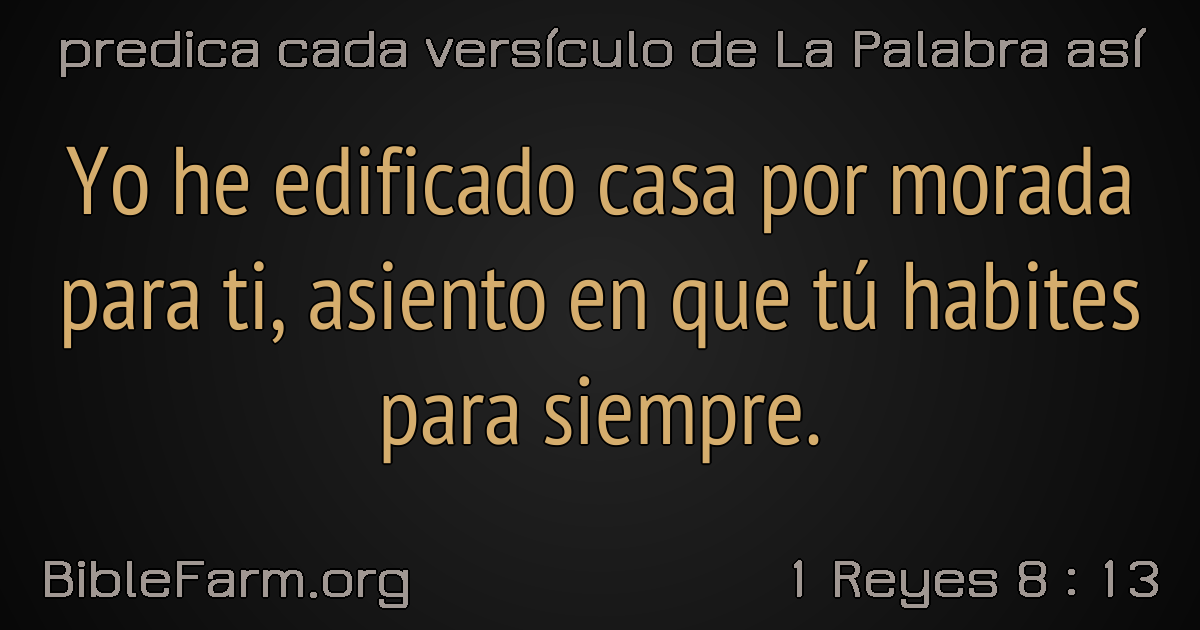 predica cada versículo de La Palabra así
Yo he edificado casa por morada
para ti, asiento en que tú habites
para siempre.
BibleFarm.org
1 Reyes 8 : 13